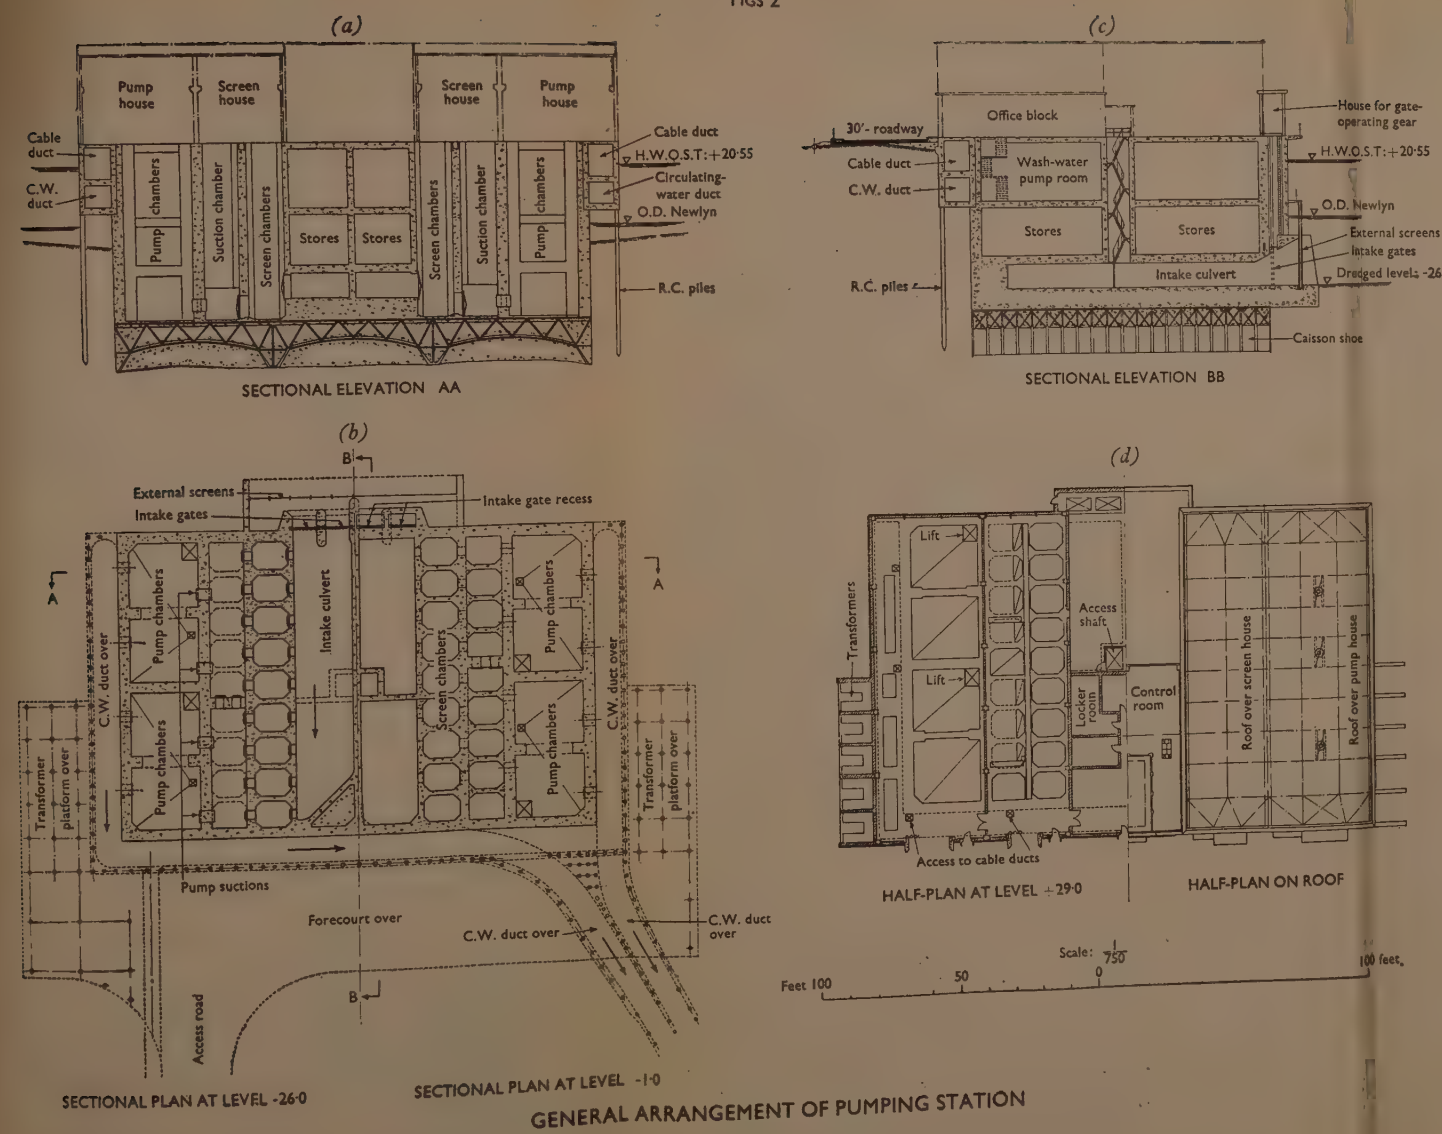 FIGS 2
(a)
Pump
house
Screen
house
Screen
house
Pump
house
Cable
duct
C.W.
duct
Pump chambers
Suction chamber
Screen chambers
Stores
Stores
Screen chambers
Suction chamber
Pump chambers
Cable duct
H.W.O.S.T:+20·55
Circulating-
water duct
O.D. Newlyn
R.C. piles
SECTIONAL ELEVATION AA
(c)
Office block
30'- roadway
Cable duct
C.W. duct
Wash-water
pump room
Stores
Stores
Intake culvert
R.C. piles
House for gate-
operating gear
H.W.O.S.T:+20·55
O.D. Newlyn
External screens
Intake gates
Dredged level: -26
Caisson shoe
SECTIONAL ELEVATION BB
(b)
B
External screens
Intake gates
Intake gate recess
A
A
C.W. duct over
Pump chambers
Pump chambers
Intake culvert
Screen chambers
Pump chambers
Pump chambers
C.W. duct over
Transformer
platform over
Transformer
platform over
Pump suctions
Forecourt over
C.W. duct over
C.W. duct
over
B
Access road
SECTIONAL PLAN AT LEVEL -26·0
SECTIONAL PLAN AT LEVEL -1·0
(d)
Transformers
Lift
Lift
Access
shaft
Locker
room
Control
room
Roof over screen house
Roof over pump house
Access to cable ducts
HALF-PLAN AT LEVEL +29·0
HALF-PLAN ON ROOF
Scale: 1/750
Feet 100
50
0
100 feet.
GENERAL ARRANGEMENT OF PUMPING STATION